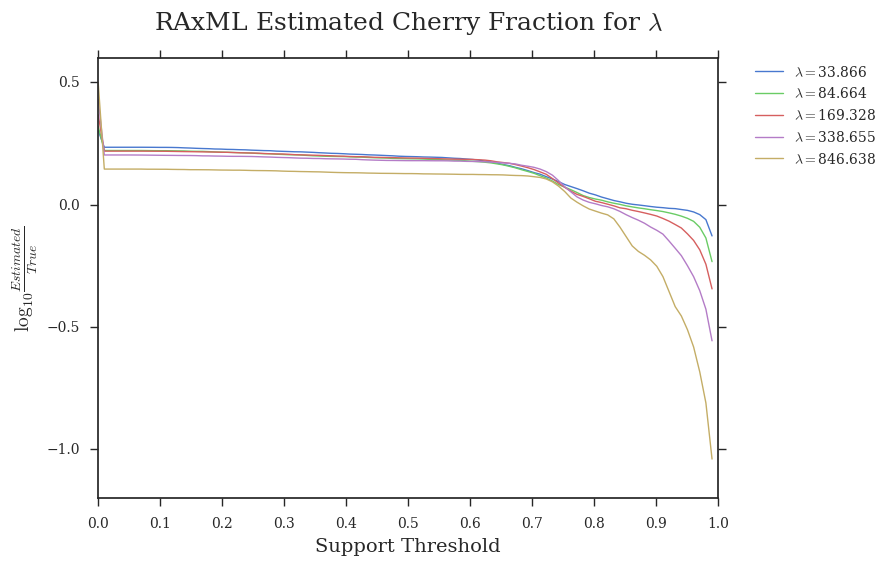 RAxML Estimated Cherry Fraction for λ
0.5
0.0
−0.5
−1.0
log10 Estimated/True
0.0 0.1 0.2 0.3 0.4 0.5 0.6 0.7 0.8 0.9 1.0
Support Threshold
λ = 33.866
λ = 84.664
λ = 169.328
λ = 338.655
λ = 846.638